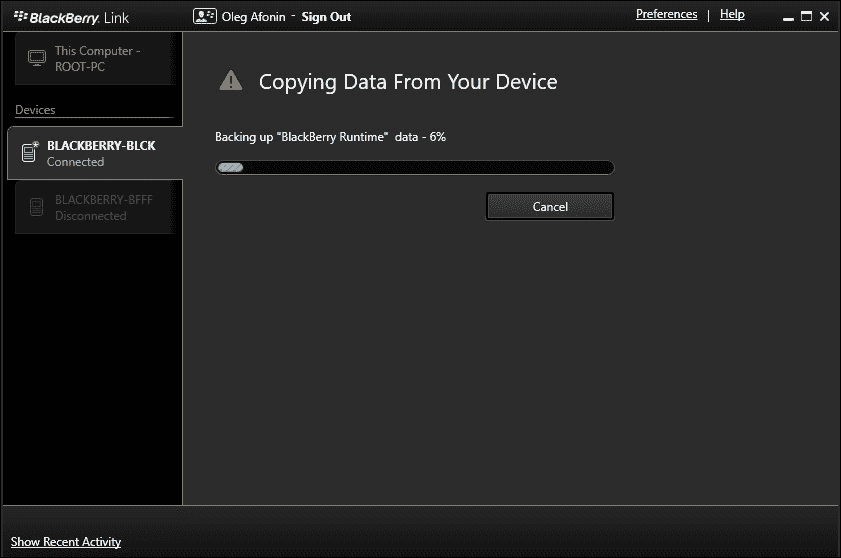 BlackBerry. Link
Oleg Afonin - Sign Out
Preferences | Help
This Computer -
ROOT-PC
Devices
BLACKBERRY-BLCK
Connected
BLACKBERRY-BFFF
Disconnected
Copying Data From Your Device
Backing up "BlackBerry Runtime" data - 6%
Cancel
Show Recent Activity